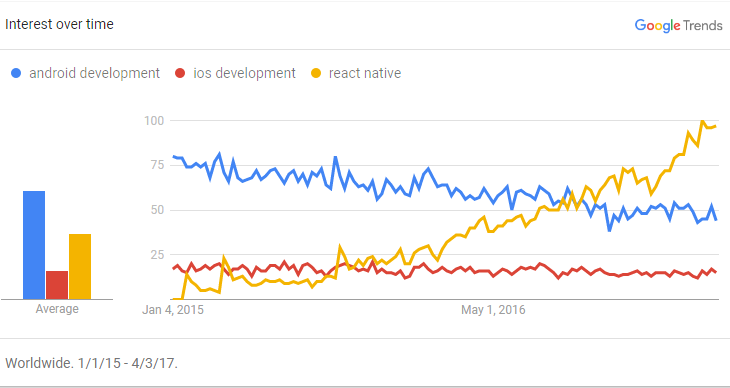 Interest over time
Google Trends
android development ios development react native
100
75
50
25
Average
Jan 4, 2015 May 1, 2016
Worldwide. 1/1/15 - 4/3/17.